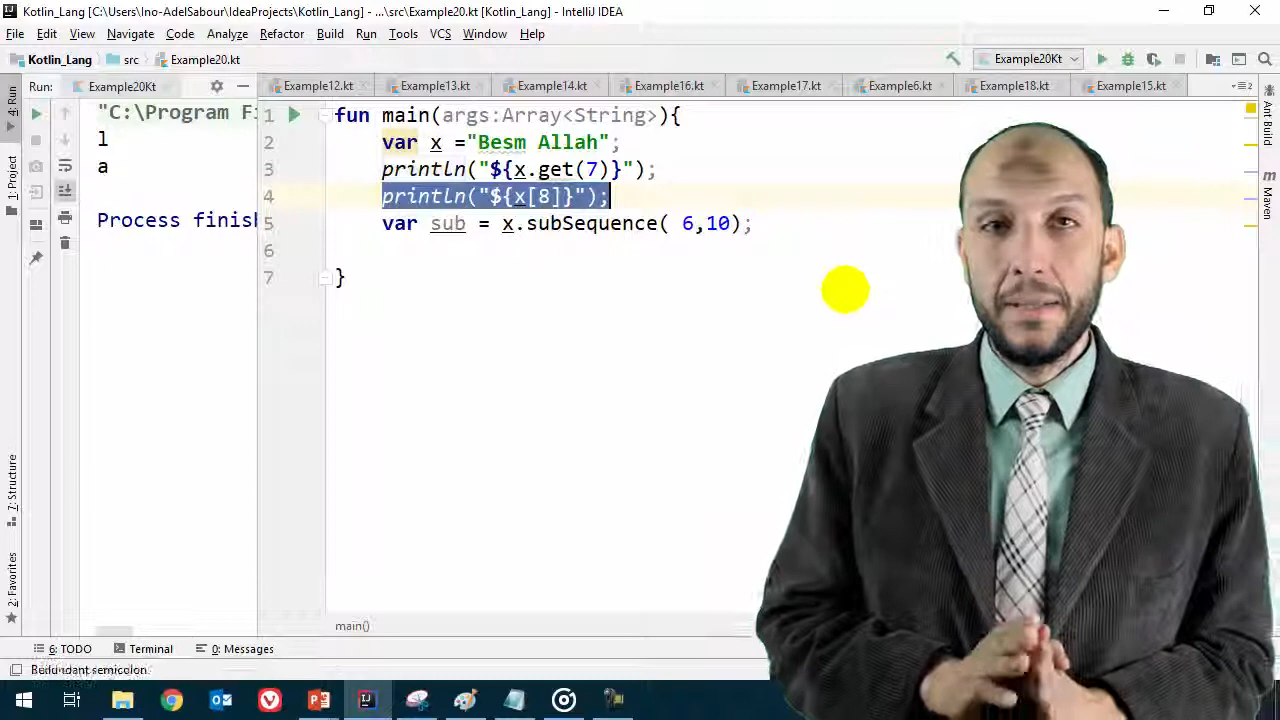 Kotlin_Lang [C:\Users\Ino-AdelSabour\IdeaProjects\Kotlin_Lang] - ...\src\Example20.kt [Kotlin_Lang] - IntelliJ IDEA
File Edit View Navigate Code Analyze Refactor Build Run Tools VCS Window Help
Kotlin_Lang src Example20.kt Example20Kt
Run: Example20Kt Example12.kt Example13.kt Example14.kt Example16.kt Example17.kt Example6.kt Example18.kt Example15.kt
4: Run
1: Project
7: Structure
2: Favorites
"C:\Program Fi
l
a
Process finish
1 fun main(args:Array<String>){
2 var x ="Besm Allah";
3 println("${x.get(7)}");
4 println("${x[8]}");
5 var sub = x.subSequence( 6,10);
6
7 }
Ant Build
Maven
main()
6: TODO Terminal 0: Messages
Redundant semicolon